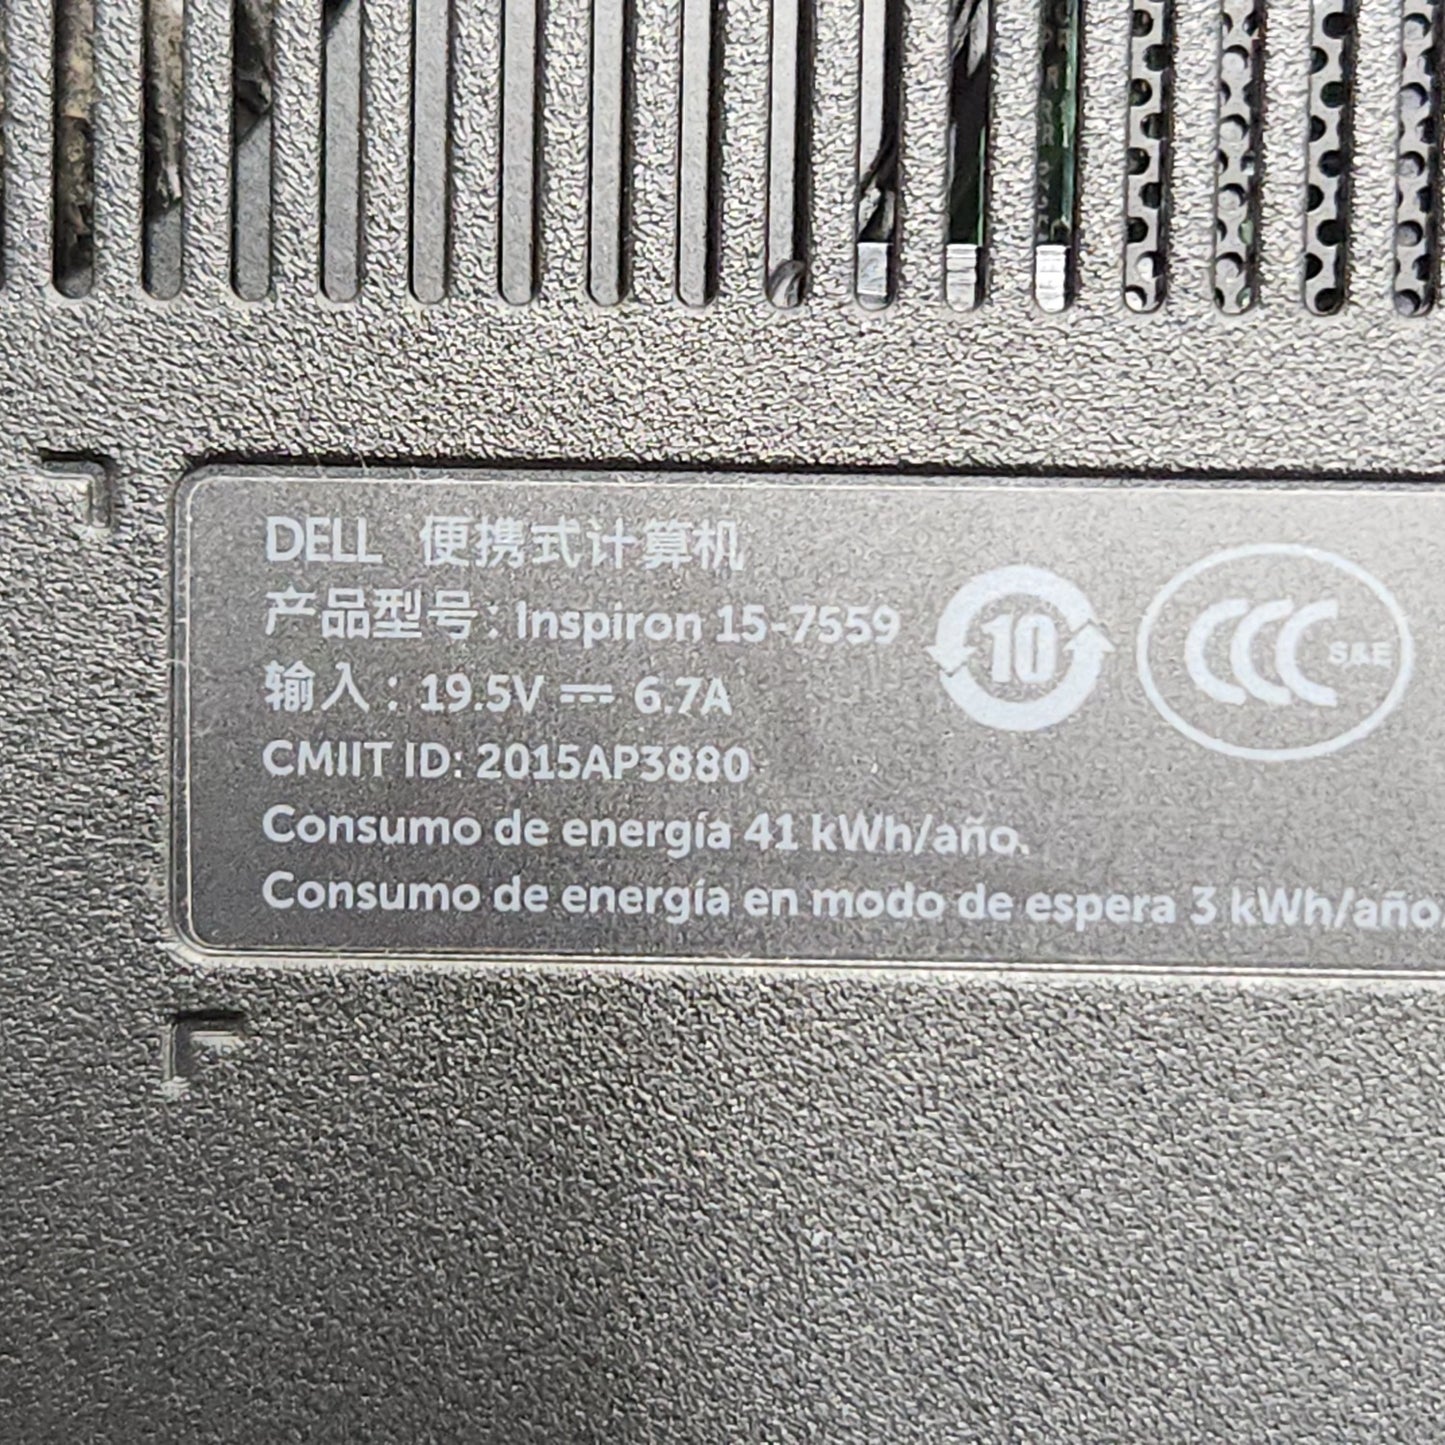 DELL 便携式计算机
产品型号: Inspiron 15-7559
输入: 19.5V ⎓ 6.7A
CMIIT ID: 2015AP3880
Consumo de energía 41 kWh/año.
Consumo de energía en modo de espera 3 kWh/año
10
CCC S&E